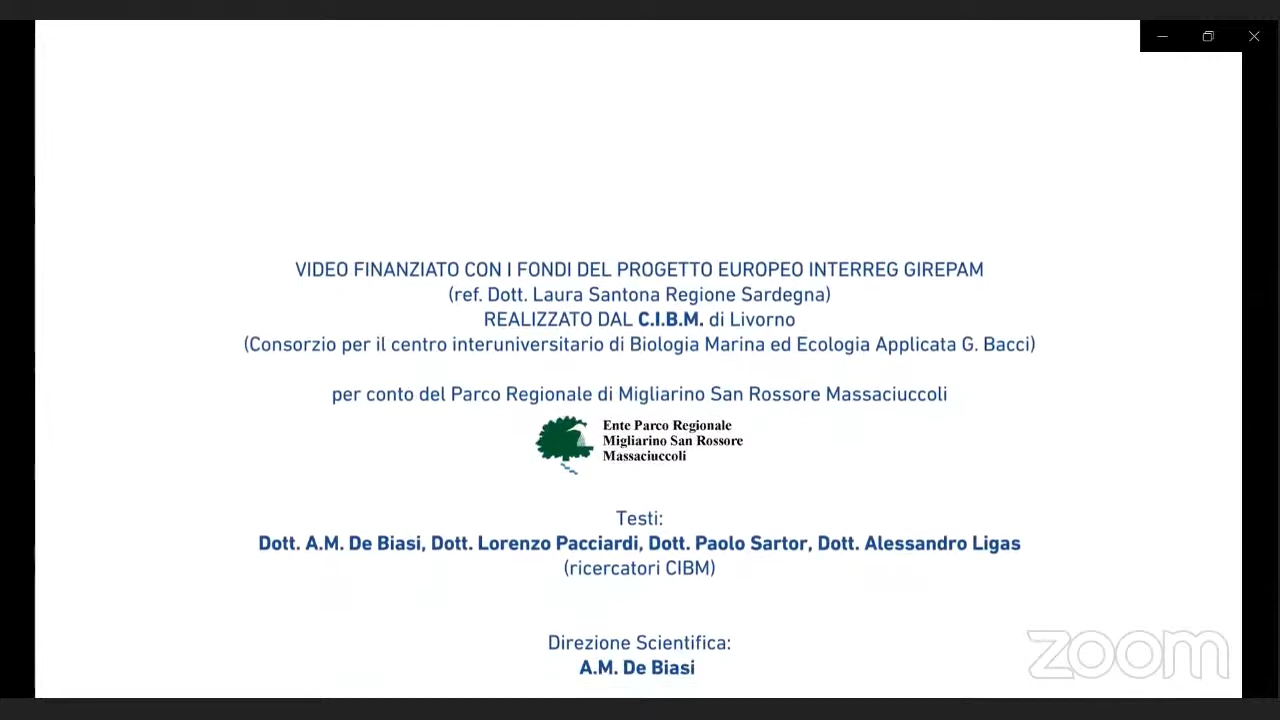 VIDEO FINANZIATO CON I FONDI DEL PROGETTO EUROPEO INTERREG GIREPAM
(ref. Dott. Laura Santona Regione Sardegna)
REALIZZATO DAL C.I.B.M. di Livorno
(Consorzio per il centro interuniversitario di Biologia Marina ed Ecologia Applicata G. Bacci)
per conto del Parco Regionale di Migliarino San Rossore Massaciuccoli
Ente Parco Regionale
Migliarino San Rossore
Massaciuccoli
Testi:
Dott. A.M. De Biasi, Dott. Lorenzo Pacciardi, Dott. Paolo Sartor, Dott. Alessandro Ligas
(ricercatori CIBM)
Direzione Scientifica:
A.M. De Biasi
zoom